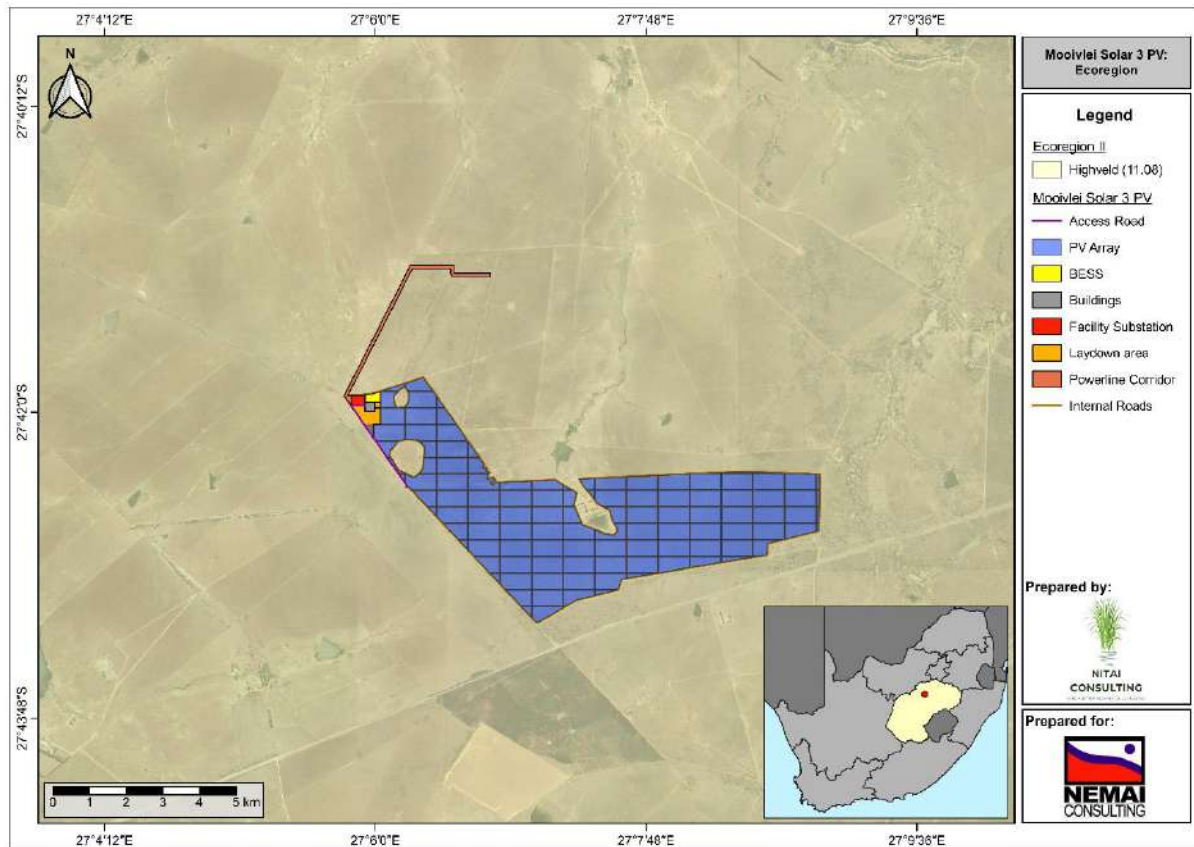 27°4'12"E 27°6'0"E 27°7'48"E 27°9'36"E
N
27°40'12"S
27°42'0"S
27°43'48"S
0 1 2 3 4 5 km
27°4'12"E 27°6'0"E 27°7'48"E 27°9'36"E
Mooivlei Solar 3 PV:
Ecoregion
Legend
Ecoregion II
Highveld (11.08)
Mooivlei Solar 3 PV
Access Road
PV Array
BESS
Buildings
Facility Substation
Laydown area
Powerline Corridor
Internal Roads
Prepared by:
NITAI
CONSULTING
Prepared for:
NEMAI
CONSULTING